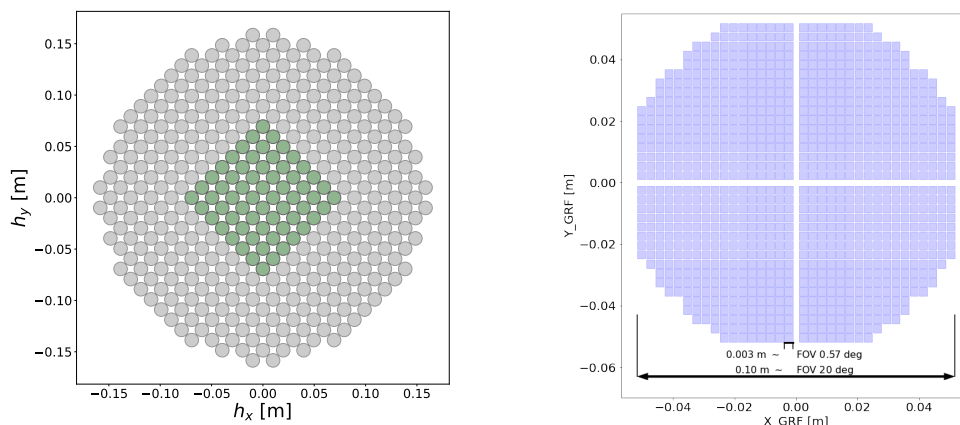 0.15
0.10
0.05
0.00
−0.05
−0.10
−0.15
h_y [m]
−0.15 −0.10 −0.05 0.00 0.05 0.10 0.15
h_x [m]
0.04
0.02
0.00
−0.02
−0.04
−0.06
Y_GRF [m]
0.003 m ~ FOV 0.57 deg
0.10 m ~ FOV 20 deg
−0.04 −0.02 0.00 0.02 0.04
X_GRF [m]